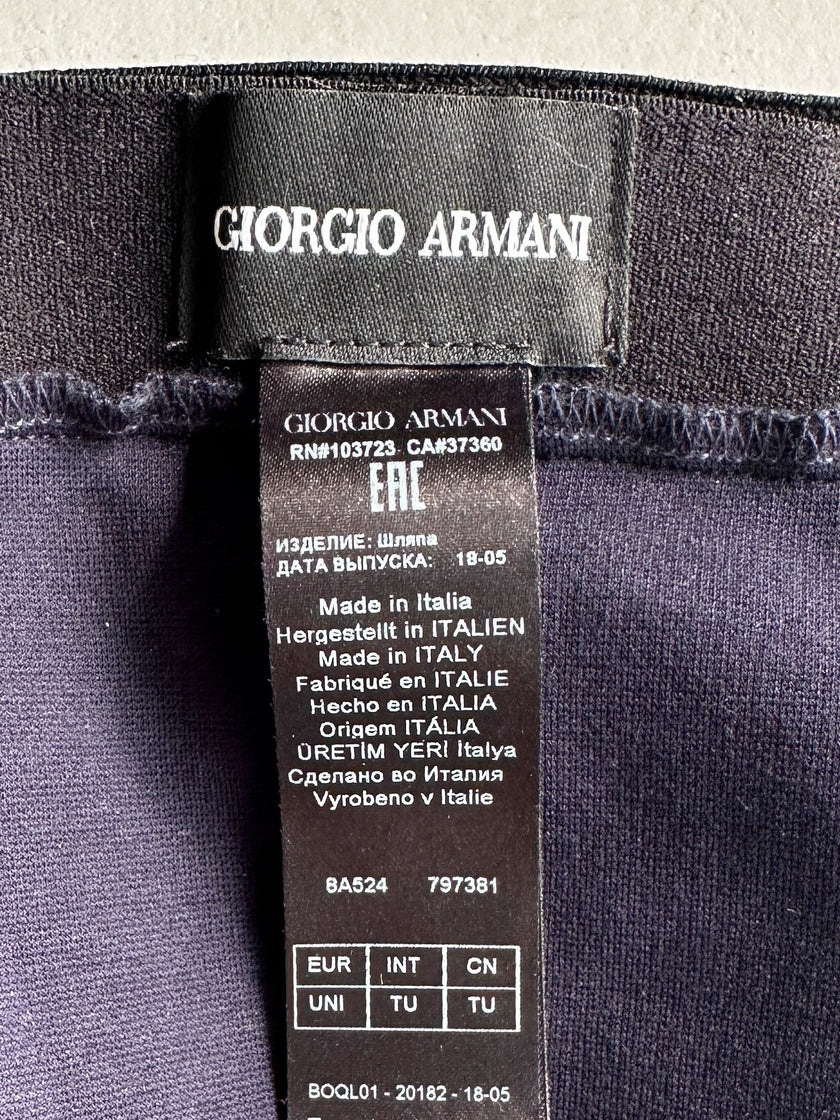 GIORGIO ARMANI
GIORGIO ARMANI
RN#103723 CA#37360
EAC
ИЗДЕЛИЕ: Шляпа
ДАТА ВЫПУСКА: 18-05
Made in Italia
Hergestellt in ITALIEN
Made in ITALY
Fabriqué en ITALIE
Hecho en ITALIA
Origem ITÁLIA
ÜRETİM YERİ İtalya
Сделано во Италия
Vyrobeno v Italie
8A524 797381
EUR INT CN
UNI TU TU
BOQL01 - 20182 - 18-05